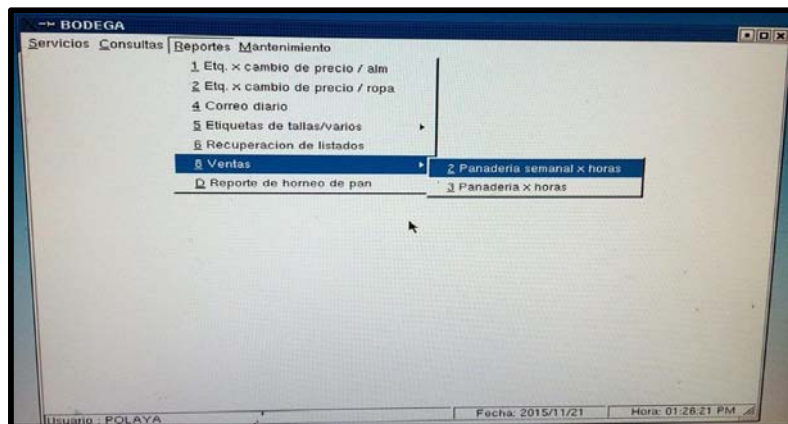 BODEGA
Servicios Consultas Reportes Mantenimiento
1 Etq. x cambio de precio / alm
2 Etq. x cambio de precio / ropa
4 Correo diario
5 Etiquetas de tallas/varios
6 Recuperacion de listados
8 Ventas
2 Panaderia semanal x horas
D Reporte de horneo de pan
3 Panaderia x horas
Usuario : POLAYA
Fecha: 2015/11/21
Hora: 01:26:21 PM